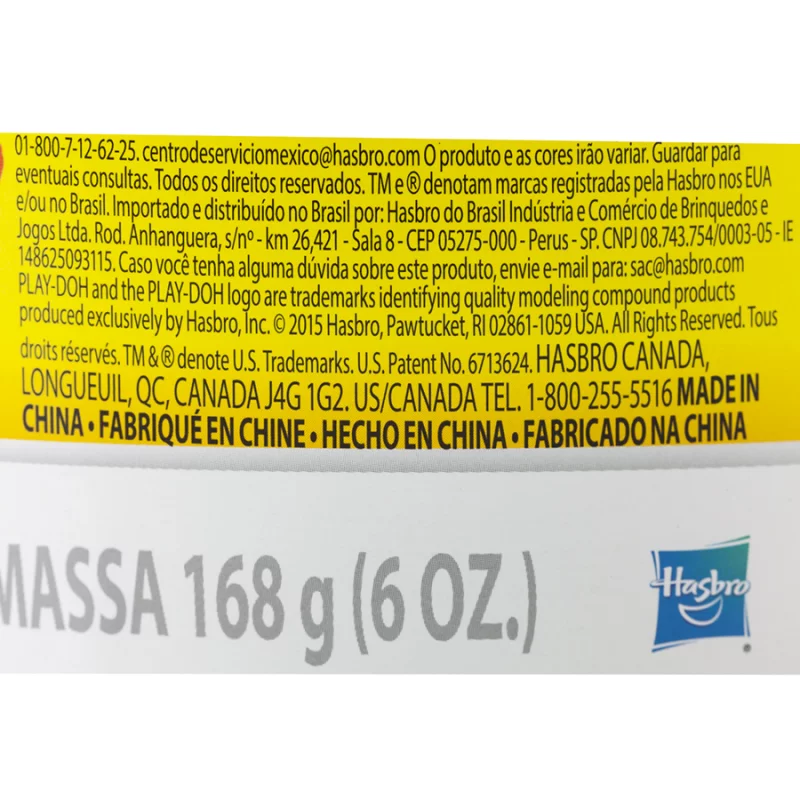 01-800-7-12-62-25. centrodeserviciomexico@hasbro.com O produto e as cores irão variar. Guardar para
eventuais consultas. Todos os direitos reservados. TM e ® denotam marcas registradas pela Hasbro nos EUA
e/ou no Brasil. Importado e distribuído no Brasil por: Hasbro do Brasil Indústria e Comércio de Brinquedos e
Jogos Ltda. Rod. Anhanguera, s/nº - km 26,421 - Sala 8 - CEP 05275-000 - Perus - SP. CNPJ 08.743.754/0003-05 - IE
148625093115. Caso você tenha alguma dúvida sobre este produto, envie e-mail para: sac@hasbro.com
PLAY-DOH and the PLAY-DOH logo are trademarks identifying quality modeling compound products
produced exclusively by Hasbro, Inc. © 2015 Hasbro, Pawtucket, RI 02861-1059 USA. All Rights Reserved. Tous
droits réservés. TM & ® denote U.S. Trademarks. U.S. Patent No. 6713624. HASBRO CANADA,
LONGUEUIL, QC, CANADA J4G 1G2. US/CANADA TEL. 1-800-255-5516 MADE IN
CHINA • FABRIQUÉ EN CHINE • HECHO EN CHINA • FABRICADO NA CHINA
MASSA 168 g (6 OZ.)
Hasbro